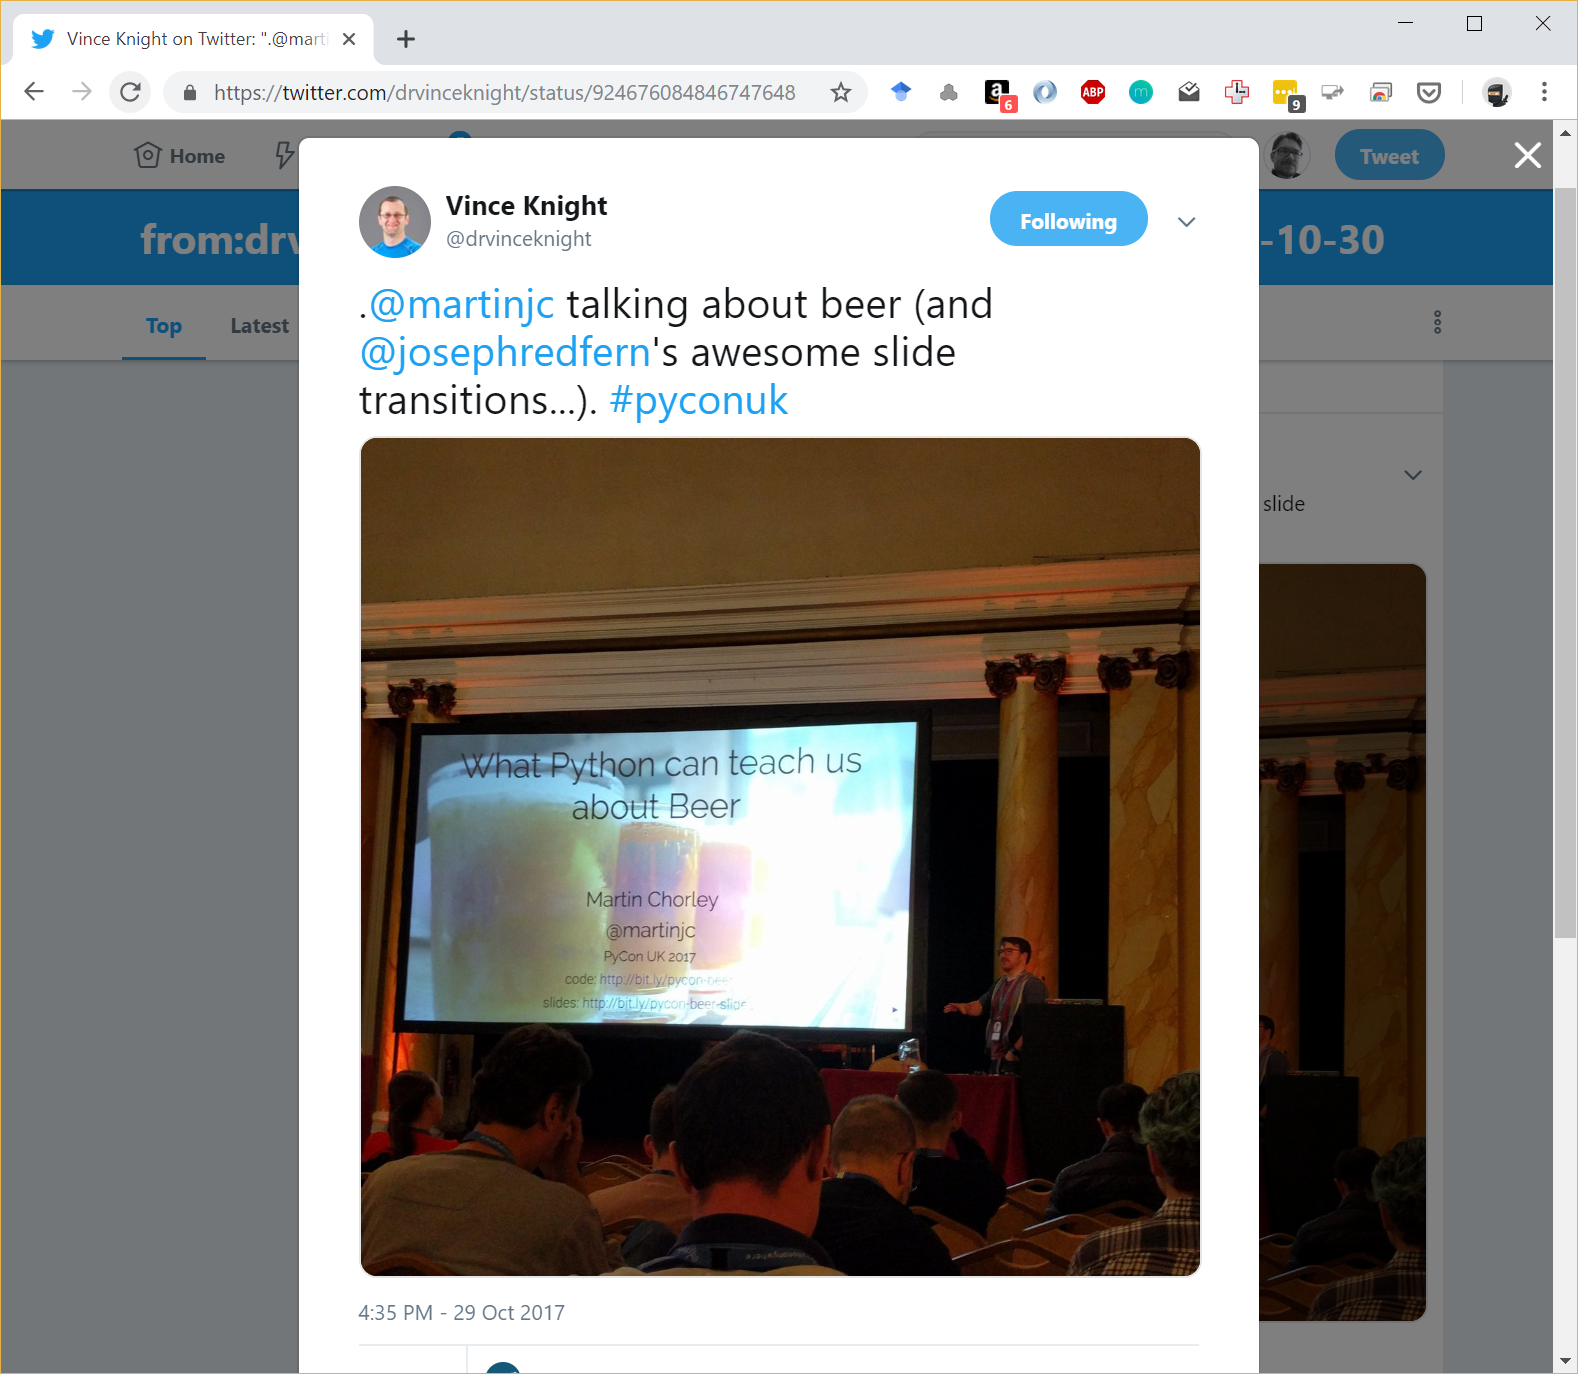 Vince Knight on Twitter: ".@marti
https://twitter.com/drvinceknight/status/924676084846747648
6
ABP
m
9
Home
Tweet
from:drv
-10-30
Top
Latest
slide
Vince Knight
@drvinceknight
Following
.@martinjc talking about beer (and
@josephredfern's awesome slide
transitions...). #pyconuk
What Python can teach us
about Beer
Martin Chorley
@martinjc
PyCon UK 2017
code: http://bit.ly/pycon-beer
slides: http://bit.ly/pycon-beer-slides
4:35 PM - 29 Oct 2017